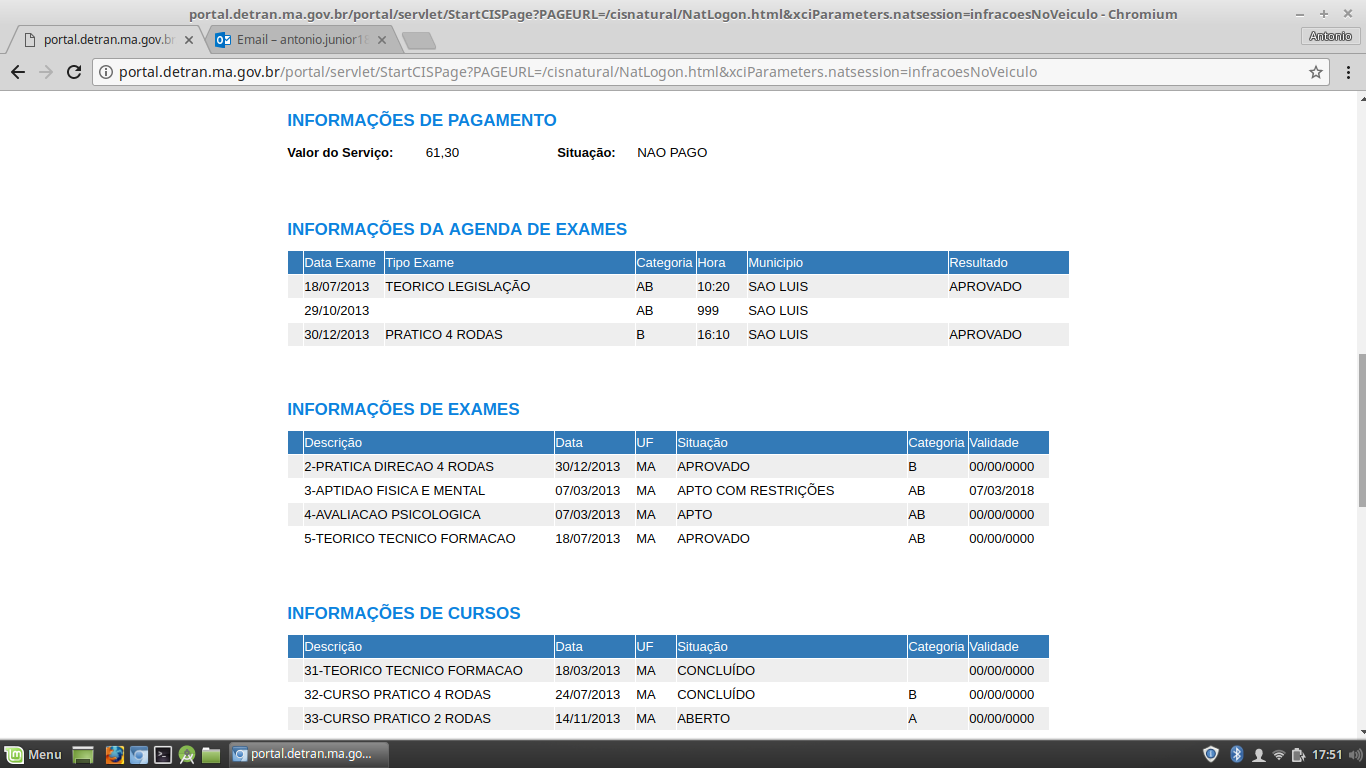 portal.detran.ma.gov.br/portal/servlet/StartCISPage?PAGEURL=/cisnatural/NatLogon.html&xciParameters.natsession=infracoesNoVeiculo - Chromium
portal.detran.ma.gov.br Email – antonio.junior18 Antonio
portal.detran.ma.gov.br/portal/servlet/StartCISPage?PAGEURL=/cisnatural/NatLogon.html&xciParameters.natsession=infracoesNoVeiculo
INFORMAÇÕES DE PAGAMENTO
Valor do Serviço: 61,30 Situação: NAO PAGO
INFORMAÇÕES DA AGENDA DE EXAMES
Data Exame Tipo Exame Categoria Hora Municipio Resultado
18/07/2013 TEORICO LEGISLAÇÃO AB 10:20 SAO LUIS APROVADO
29/10/2013 AB 999 SAO LUIS
30/12/2013 PRATICO 4 RODAS B 16:10 SAO LUIS APROVADO
INFORMAÇÕES DE EXAMES
Descrição Data UF Situação Categoria Validade
2-PRATICA DIRECAO 4 RODAS 30/12/2013 MA APROVADO B 00/00/0000
3-APTIDAO FISICA E MENTAL 07/03/2013 MA APTO COM RESTRIÇÕES AB 07/03/2018
4-AVALIACAO PSICOLOGICA 07/03/2013 MA APTO AB 00/00/0000
5-TEORICO TECNICO FORMACAO 18/07/2013 MA APROVADO AB 00/00/0000
INFORMAÇÕES DE CURSOS
Descrição Data UF Situação Categoria Validade
31-TEORICO TECNICO FORMACAO 18/03/2013 MA CONCLUÍDO 00/00/0000
32-CURSO PRATICO 4 RODAS 24/07/2013 MA CONCLUÍDO B 00/00/0000
33-CURSO PRATICO 2 RODAS 14/11/2013 MA ABERTO A 00/00/0000
Menu portal.detran.ma.go... 17:51